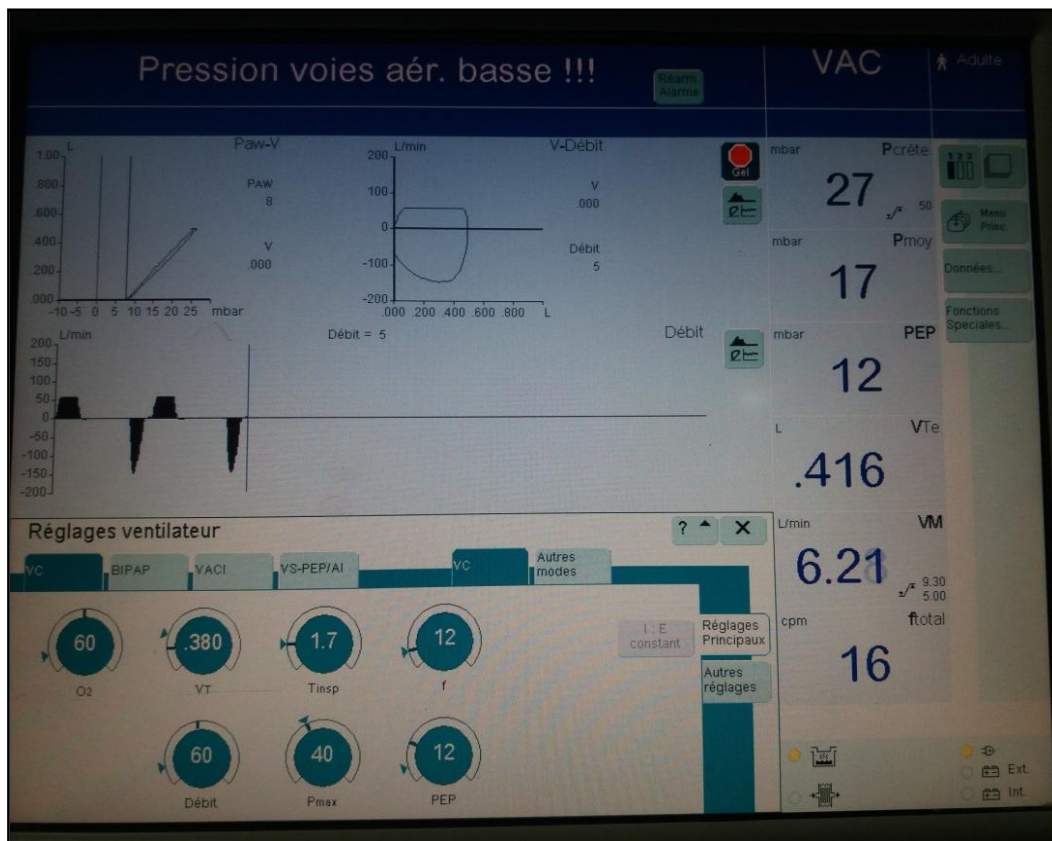 Pression voies aér. basse !!!
Réarm.
Alarme
VAC
Adulte
L
Paw-V
1.00
.800
.600
.400
.200
.000
-10 -5 0 5 10 15 20 25 mbar
PAW
8
V
.000
L/min
V-Débit
200
100
0
-100
-200
.000 .200 .400 .600 .800 L
V
.000
Débit
5
Gel
L/min
Débit = 5
Débit
200
150
100
50
0
-50
-100
-150
-200
mbar
Pcrête
27
50
mbar
Pmoy
17
mbar
PEP
12
L
VTe
.416
L/min
VM
6.21
9.30
5.00
cpm
ftotal
16
1 2 3
Menu
Princ.
Données...
Fonctions
Speciales...
Réglages ventilateur
?
X
VC
BIPAP
VACI
VS-PEP/AI
VC
Autres
modes
60
O2
.380
VT
1.7
Tinsp
12
f
I : E
constant
Réglages
Principaux
Autres
réglages
60
Débit
40
Pmax
12
PEP
Ext.
Int.